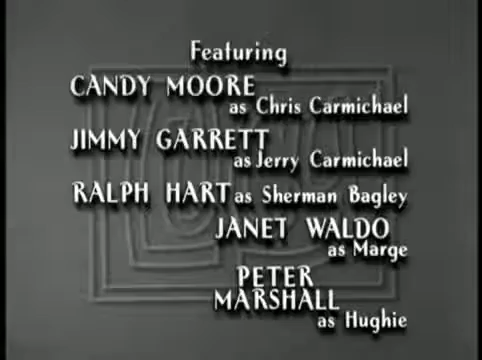 Featuring
CANDY MOORE
as Chris Carmichael
JIMMY GARRETT
as Jerry Carmichael
RALPH HART as Sherman Bagley
JANET WALDO
as Marge
PETER
MARSHALL
as Hughie